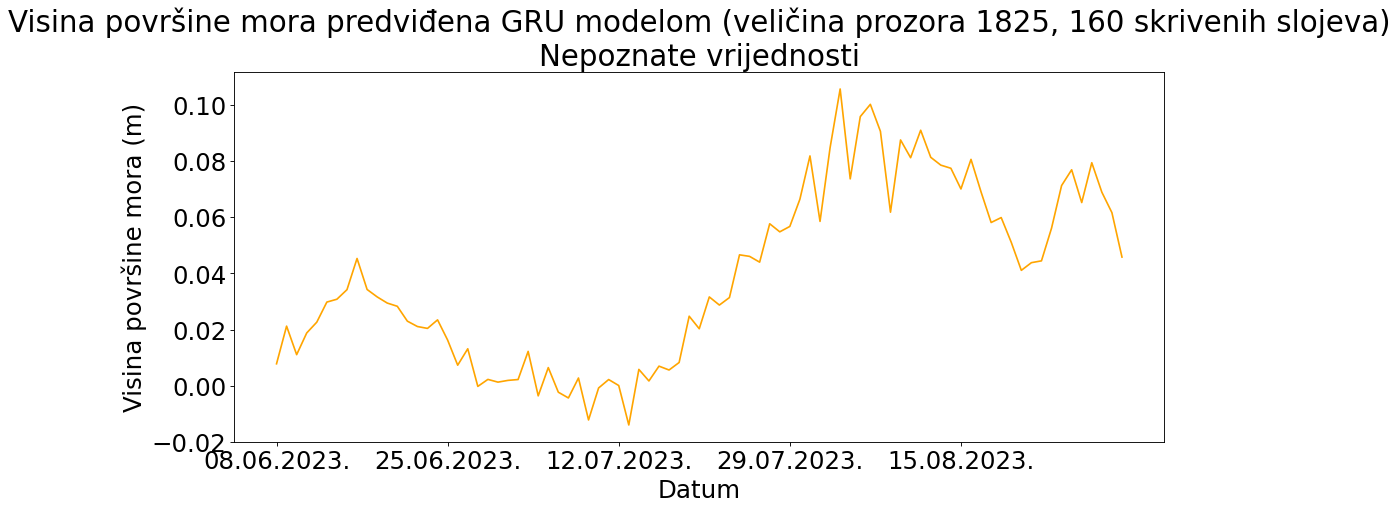 Visina površine mora predviđena GRU modelom (veličina prozora 1825, 160 skrivenih slojeva)
Nepoznate vrijednosti
Visina površine mora (m)
0.10
0.08
0.06
0.04
0.02
0.00
−0.02
08.06.2023. 25.06.2023. 12.07.2023. 29.07.2023. 15.08.2023.
Datum